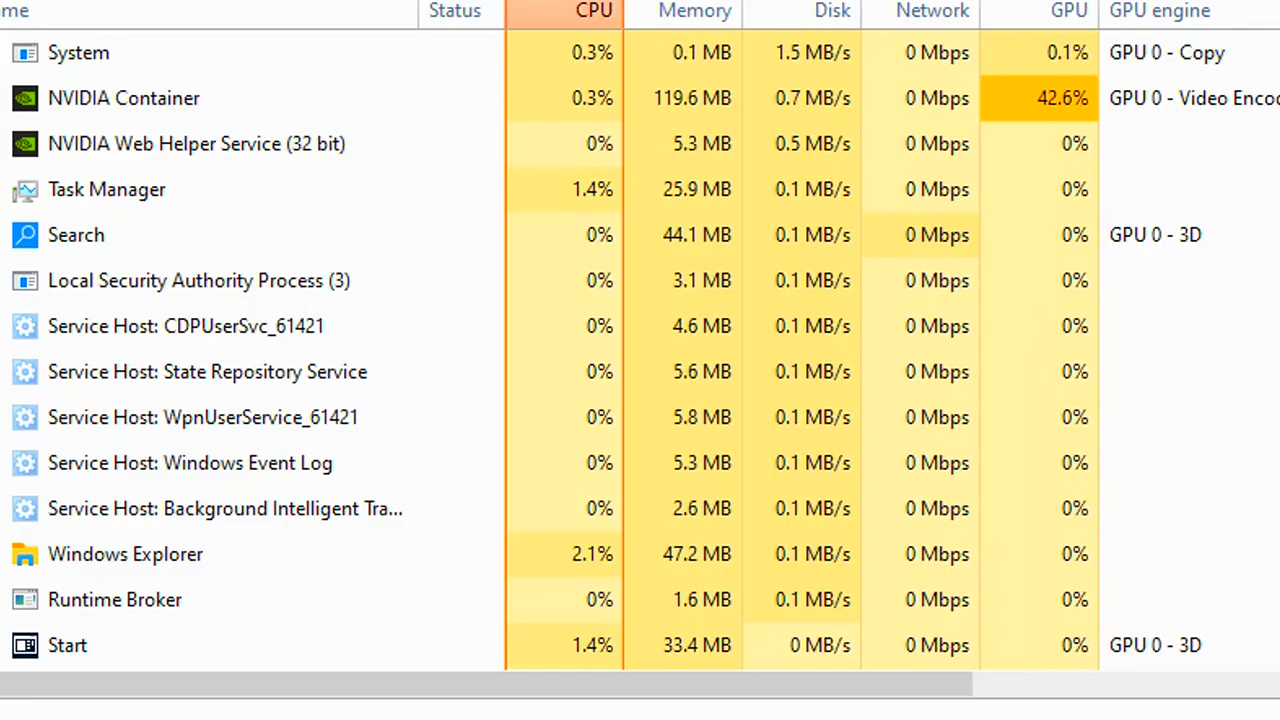 me Status CPU Memory Disk Network GPU GPU engine
System 0.3% 0.1 MB 1.5 MB/s 0 Mbps 0.1% GPU 0 - Copy
NVIDIA Container 0.3% 119.6 MB 0.7 MB/s 0 Mbps 42.6% GPU 0 - Video Enco
NVIDIA Web Helper Service (32 bit) 0% 5.3 MB 0.5 MB/s 0 Mbps 0%
Task Manager 1.4% 25.9 MB 0.1 MB/s 0 Mbps 0%
Search 0% 44.1 MB 0.1 MB/s 0 Mbps 0% GPU 0 - 3D
Local Security Authority Process (3) 0% 3.1 MB 0.1 MB/s 0 Mbps 0%
Service Host: CDPUserSvc_61421 0% 4.6 MB 0.1 MB/s 0 Mbps 0%
Service Host: State Repository Service 0% 5.6 MB 0.1 MB/s 0 Mbps 0%
Service Host: WpnUserService_61421 0% 5.8 MB 0.1 MB/s 0 Mbps 0%
Service Host: Windows Event Log 0% 5.3 MB 0.1 MB/s 0 Mbps 0%
Service Host: Background Intelligent Tra... 0% 2.6 MB 0.1 MB/s 0 Mbps 0%
Windows Explorer 2.1% 47.2 MB 0.1 MB/s 0 Mbps 0%
Runtime Broker 0% 1.6 MB 0.1 MB/s 0 Mbps 0%
Start 1.4% 33.4 MB 0 MB/s 0 Mbps 0% GPU 0 - 3D